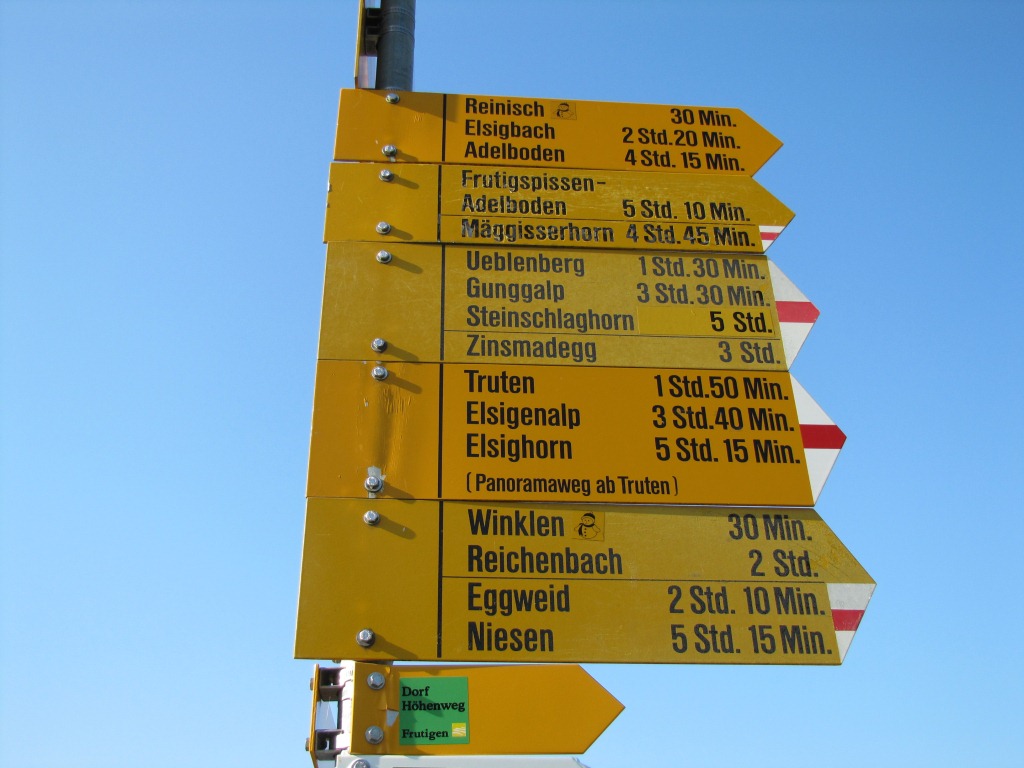 Reinisch 30 Min.
Elsigbach 2 Std.20 Min.
Adelboden 4 Std. 15 Min.
Frutigspissen-
Adelboden 5 Std. 10 Min.
Mäggisserhorn 4 Std.45 Min.
Ueblenberg 1 Std.30 Min.
Gunggalp 3 Std.30 Min.
Steinschlaghorn 5 Std.
Zinsmadegg 3 Std.
Truten 1 Std.50 Min.
Elsigenalp 3 Std.40 Min.
Elsighorn 5 Std. 15 Min.
(Panoramaweg ab Truten)
Winklen 30 Min.
Reichenbach 2 Std.
Eggweid 2 Std. 10 Min.
Niesen 5 Std. 15 Min.
Dorf
Höhenweg
Frutigen